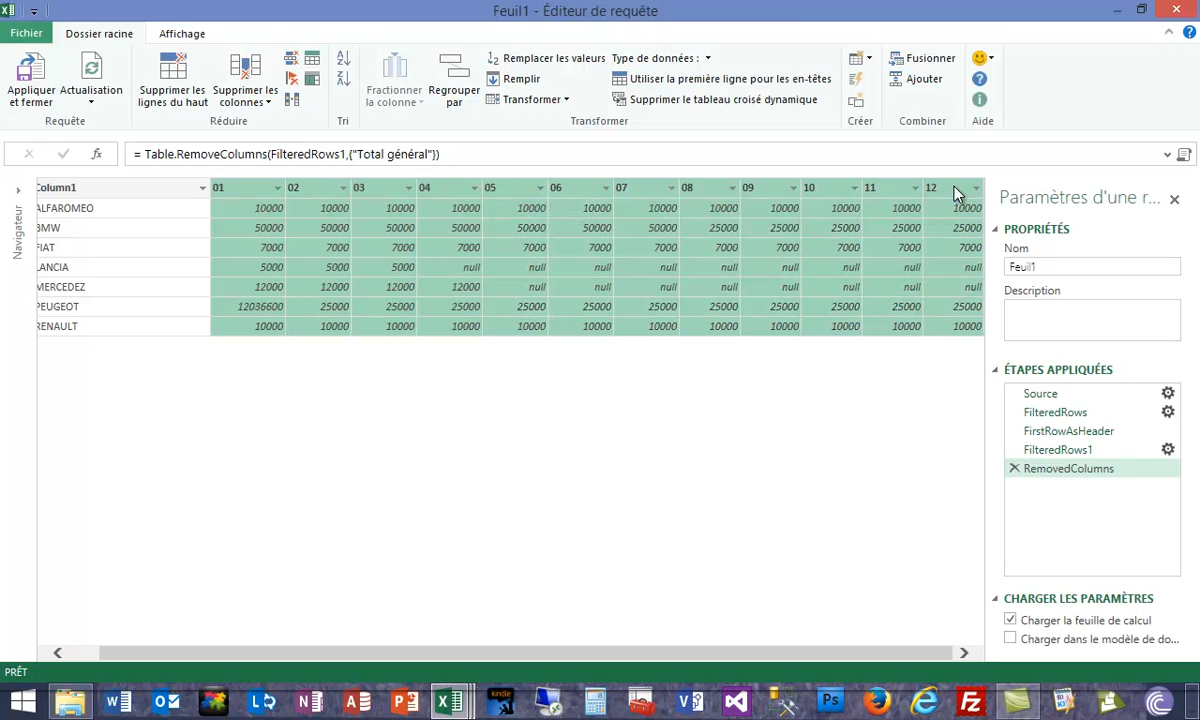 Feuil1 - Éditeur de requête
Fichier
Dossier racine
Affichage
Appliquer et fermer
Actualisation
Supprimer les lignes du haut
Supprimer les colonnes
Fractionner la colonne
Regrouper par
Remplacer les valeurs
Remplir
Transformer
Type de données :
Utiliser la première ligne pour les en-têtes
Supprimer le tableau croisé dynamique
Fusionner
Ajouter
Requête
Réduire
Tri
Transformer
Créer
Combiner
Aide
fx = Table.RemoveColumns(FilteredRows1,{"Total général"})
Navigateur
Column1 01 02 03 04 05 06 07 08 09 10 11 12
ALFAROMEO 10000 10000 10000 10000 10000 10000 10000 10000 10000 10000 10000 10000
BMW 50000 50000 50000 50000 50000 50000 50000 25000 25000 25000 25000 25000
FIAT 7000 7000 7000 7000 7000 7000 7000 7000 7000 7000 7000 7000
LANCIA 5000 5000 5000 null null null null null null null null null
MERCEDEZ 12000 12000 12000 12000 null null null null null null null null
PEUGEOT 12036600 25000 25000 25000 25000 25000 25000 25000 25000 25000 25000 25000
RENAULT 10000 10000 10000 10000 10000 10000 10000 10000 10000 10000 10000 10000
Paramètres d'une r...
PROPRIÉTÉS
Nom
Feuil1
Description
ÉTAPES APPLIQUÉES
Source
FilteredRows
FirstRowAsHeader
FilteredRows1
RemovedColumns
CHARGER LES PARAMÈTRES
Charger la feuille de calcul
Charger dans le modèle de do...
PRÊT
kindle
Ps